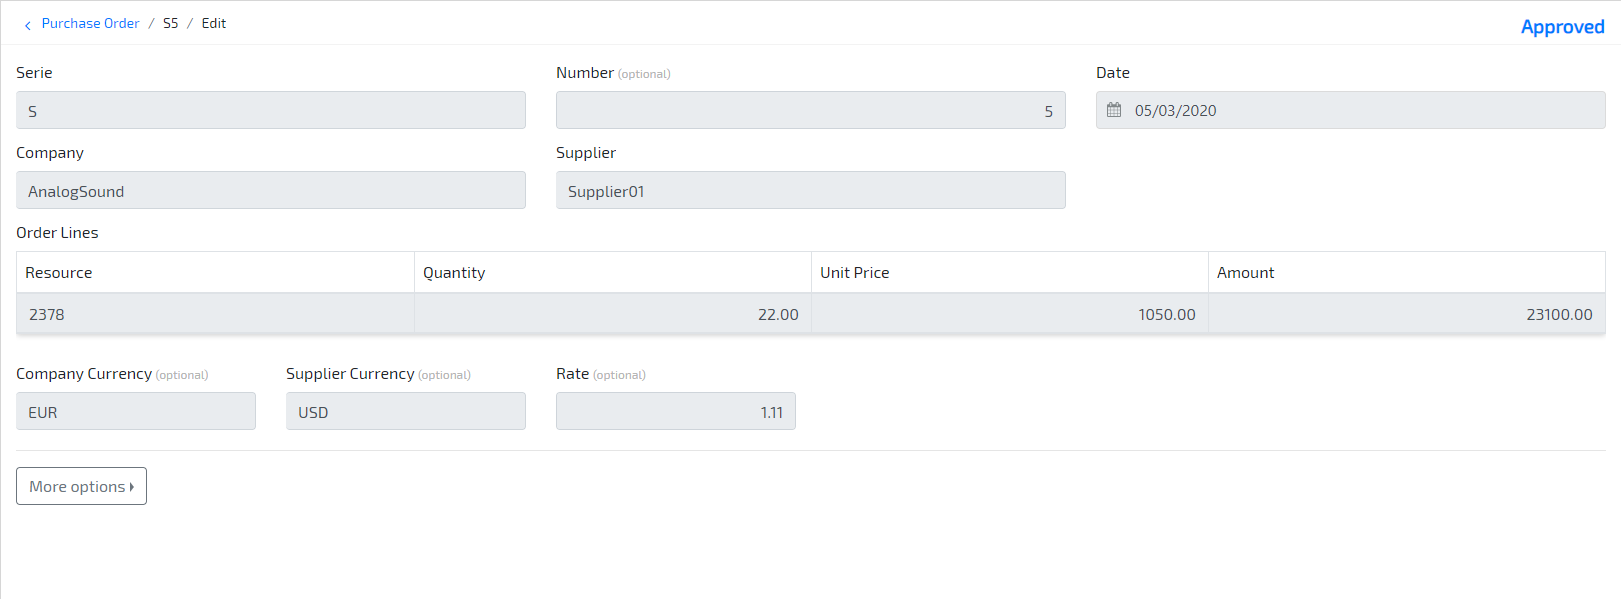 Purchase Order / S5 / Edit
Approved
Serie
Number (optional)
Date
S
5
05/03/2020
Company
Supplier
AnalogSound
Supplier01
Order Lines
Resource
Quantity
Unit Price
Amount
2378
22.00
1050.00
23100.00
Company Currency (optional)
Supplier Currency (optional)
Rate (optional)
EUR
USD
1.11
More options